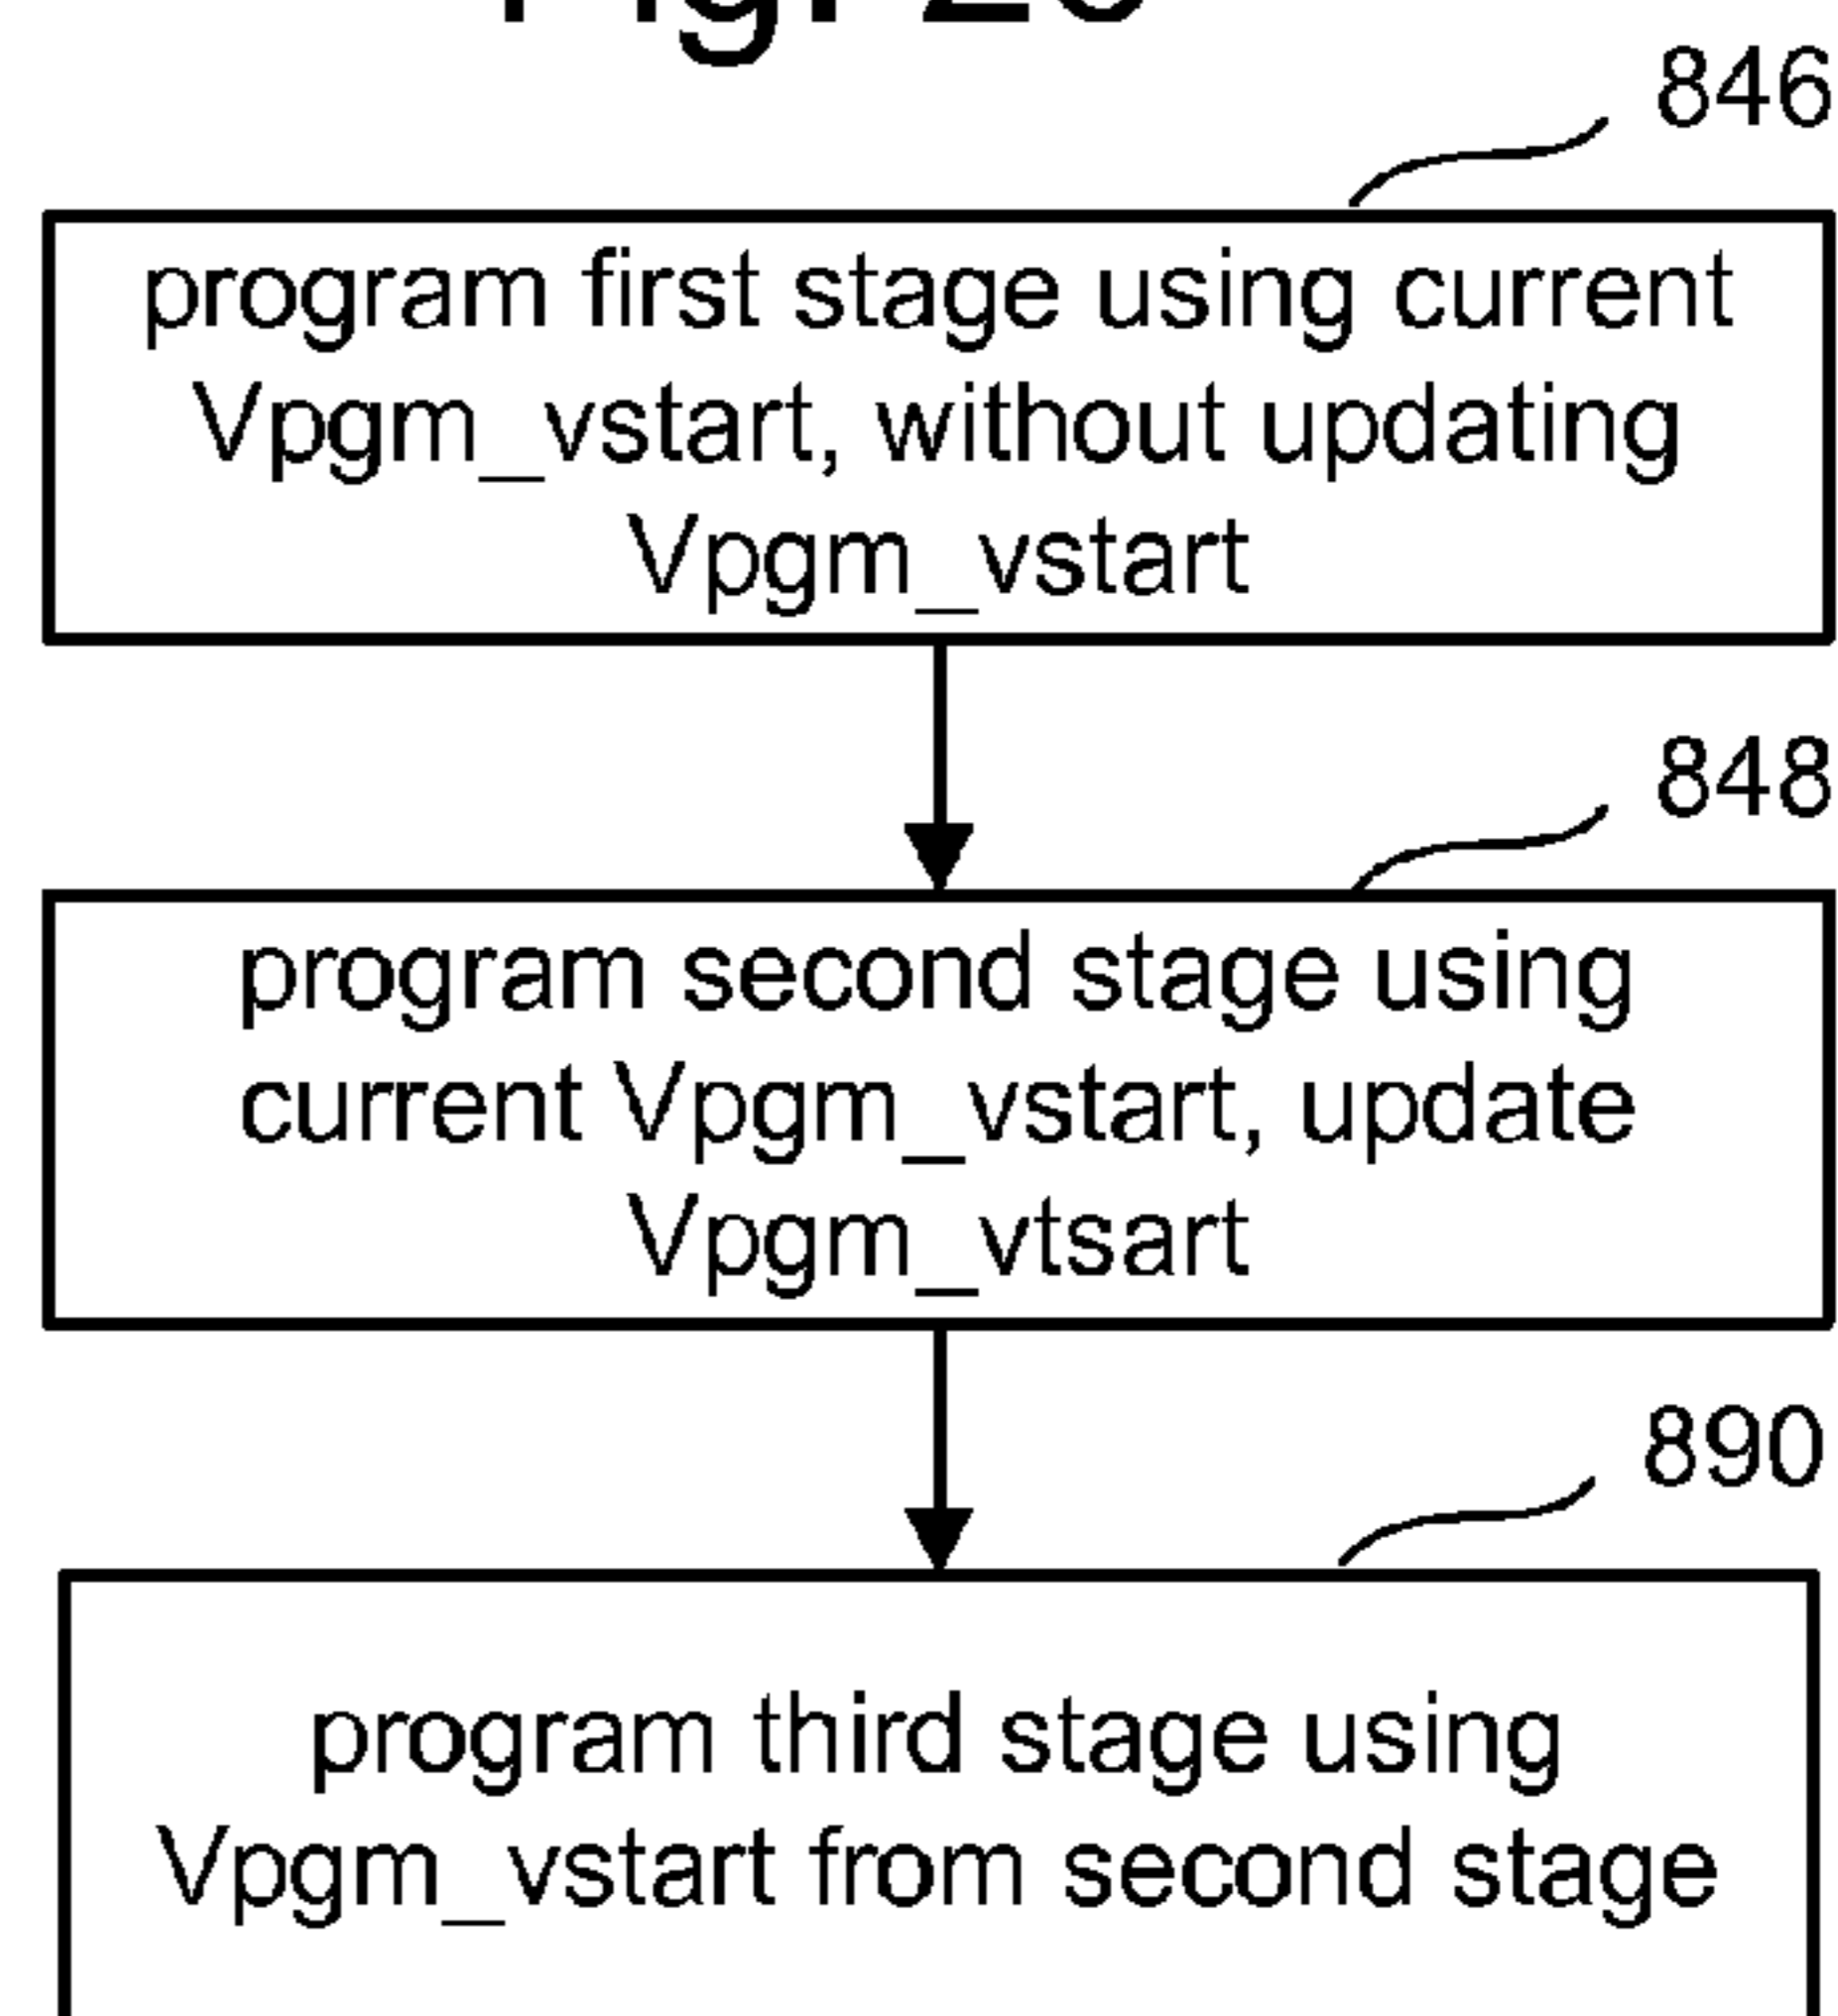 846
program first stage using current
Vpgm_vstart, without updating
Vpgm_vstart
848
program second stage using
current Vpgm_vstart, update
Vpgm_vtsart
890
program third stage using
Vpgm_vstart from second stage